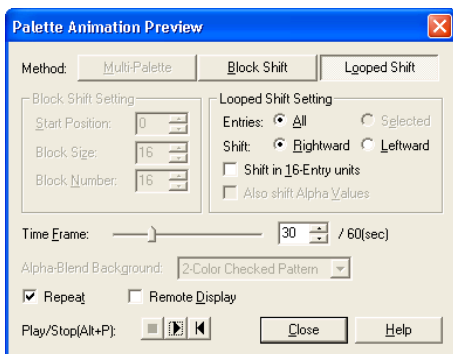 Palette Animation Preview
Method: Multi-Palette Block Shift Looped Shift
Block Shift Setting
Start Position: 0
Block Size: 16
Block Number: 16
Looped Shift Setting
Entries: All Selected
Shift: Rightward Leftward
Shift in 16-Entry units
Also shift Alpha Values
Time Frame: 30 / 60(sec)
Alpha-Blend Background: 2-Color Checked Pattern
Repeat Remote Display
Play/Stop(Alt+P): Close Help